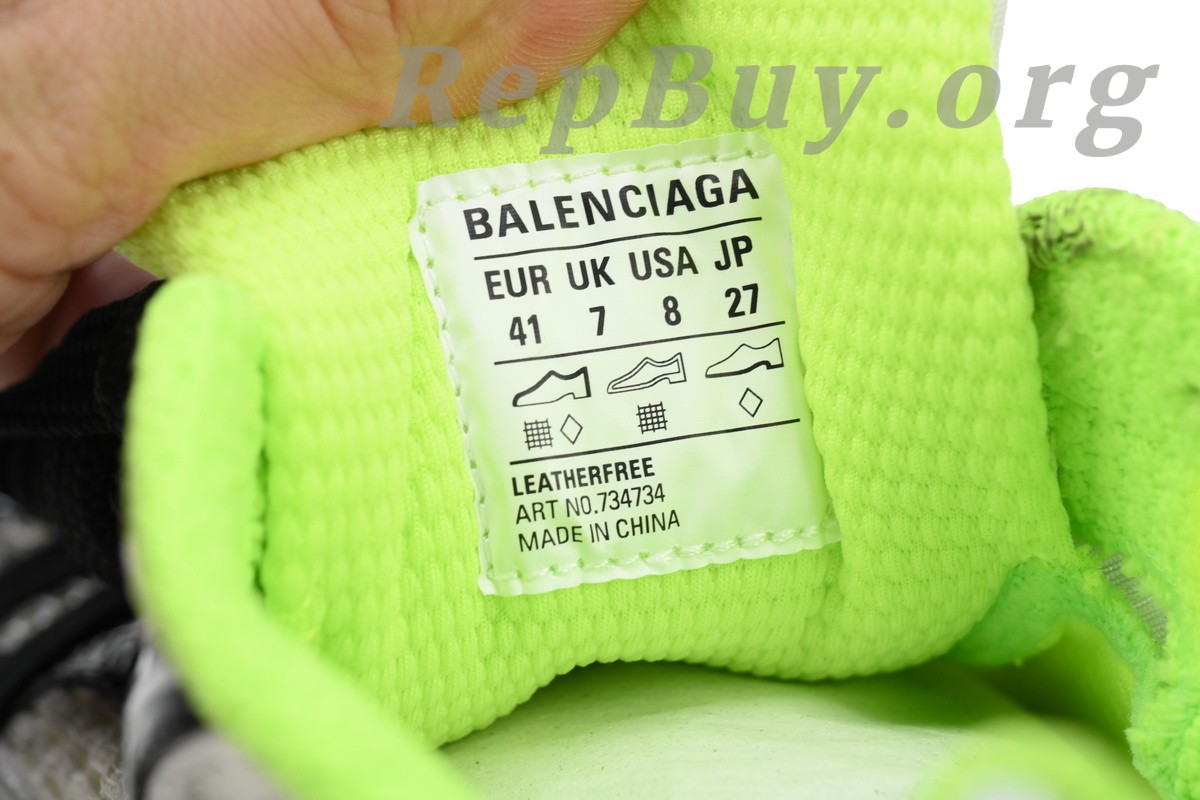 RepBuy.org
BALENCIAGA
EUR UK USA JP
41 7 8 27
LEATHERFREE
ART NO.734734
MADE IN CHINA